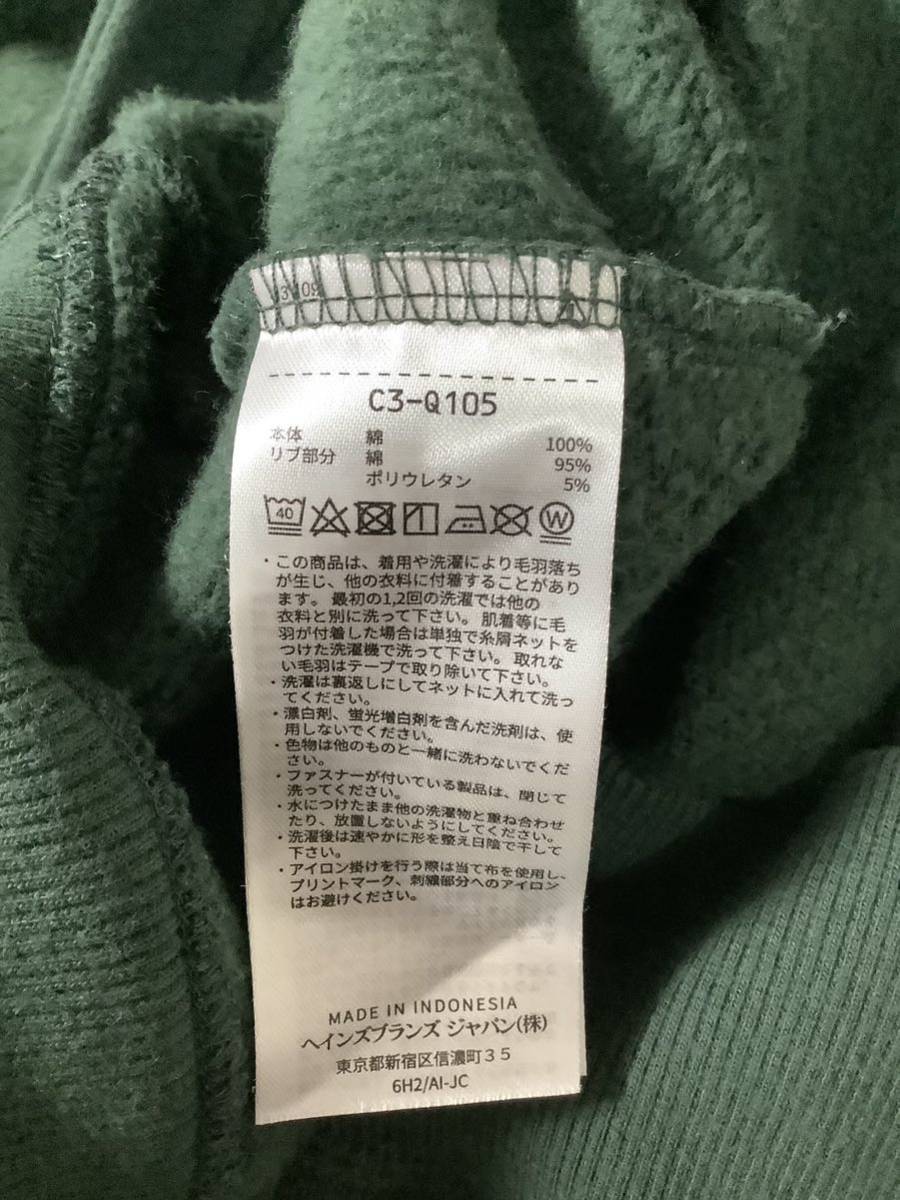 C3-Q105
本体 綿 100%
リブ部分 綿 95%
ポリウレタン 5%
40 W
・この商品は、着用や洗濯により毛羽落ち
が生じ、他の衣料に付着することがあり
ます。 最初の1,2回の洗濯では他の
衣料と別に洗って下さい。 肌着等に毛
羽が付着した場合は単独で糸屑ネットを
つけた洗濯機で洗って下さい。 取れな
い毛羽はテープで取り除いて下さい。
・洗濯は裏返しにしてネットに入れて洗っ
てください。
・漂白剤、蛍光増白剤を含んだ洗剤は、使
用しないでください。
・色物は他のものと一緒に洗わないでくだ
さい。
・ファスナーが付いている製品は、閉じて
洗ってください。
・水につけたまま他の洗濯物と重ね合わせ
たり、放置しないようにしてください。
・洗濯後は速やかに形を整え日陰で干して
下さい。
・アイロン掛けを行う際は当て布を使用し、
プリントマーク、刺繍部分へのアイロン
はお避けください。
MADE IN INDONESIA
ヘインズブランズ ジャパン(株)
東京都新宿区信濃町35
6H2/AI-JC